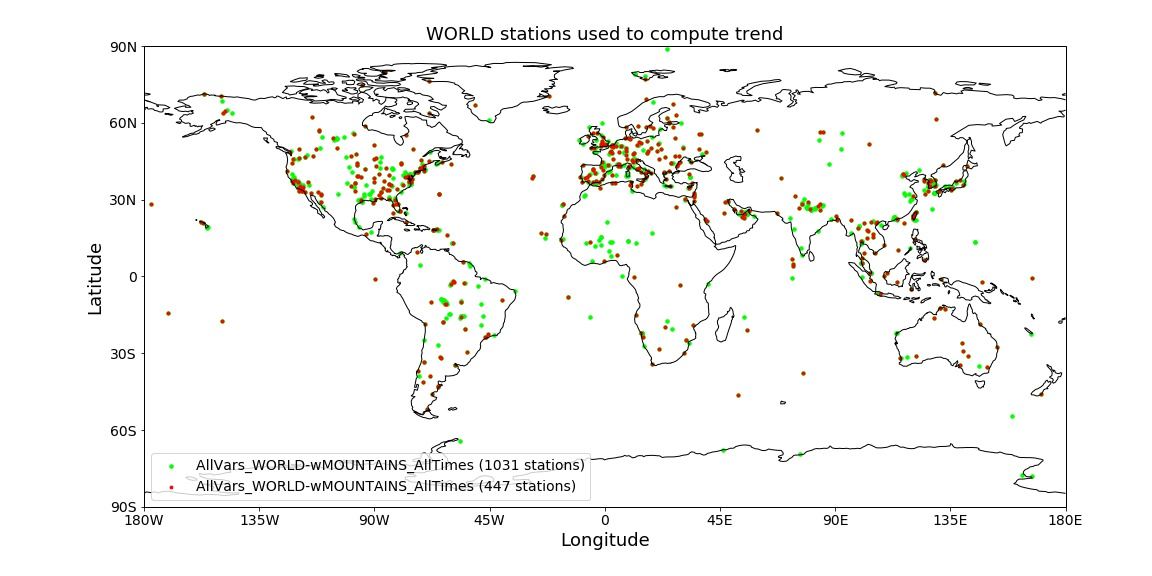 WORLD stations used to compute trend
90N
60N
30N
0
30S
60S
90S
Latitude
AllVars_WORLD-wMOUNTAINS_AllTimes (1031 stations)
AllVars_WORLD-wMOUNTAINS_AllTimes (447 stations)
180W 135W 90W 45W 0 45E 90E 135E 180E
Longitude